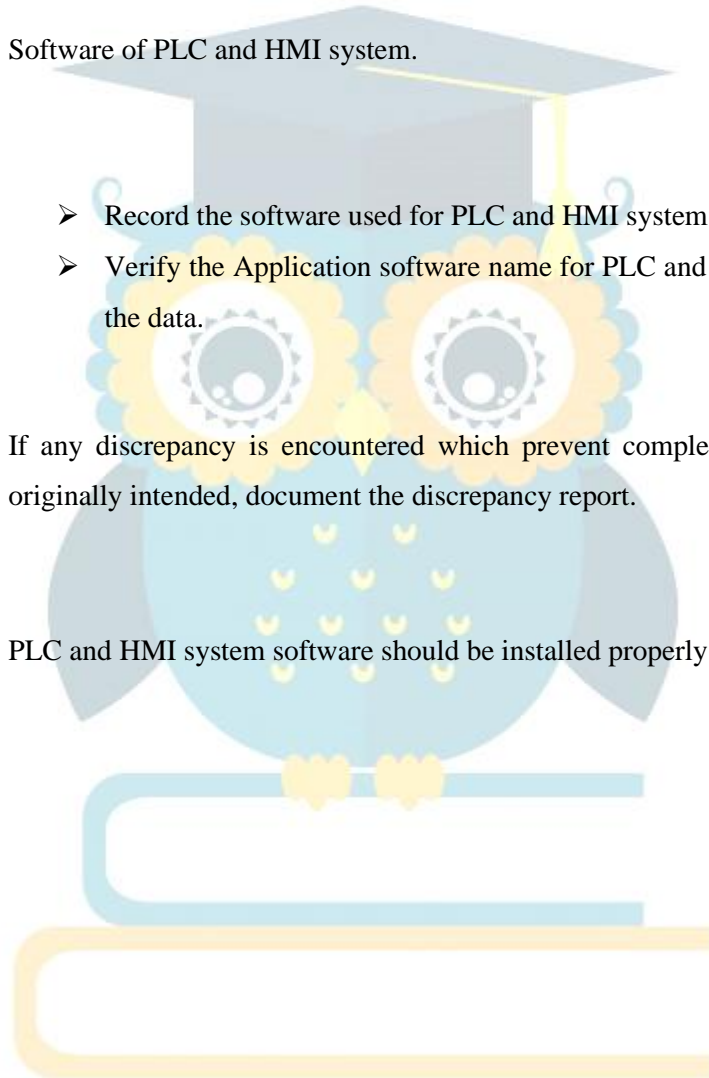 Software of PLC and HMI system.
➤ Record the software used for PLC and HMI system
➤ Verify the Application software name for PLC and
the data.
If any discrepancy is encountered which prevent comple
originally intended, document the discrepancy report.
PLC and HMI system software should be installed properly